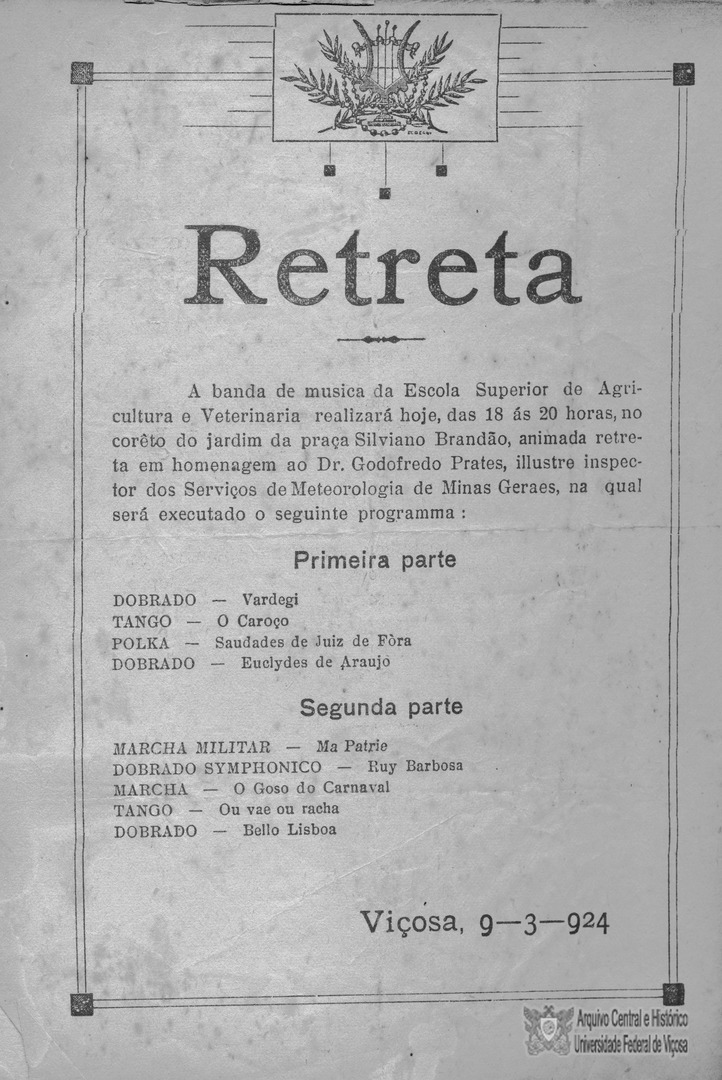 Retreta
A banda de musica da Escola Superior de Agri-
cultura e Veterinaria realizará hoje, das 18 ás 20 horas, no
corêto do jardim da praça Silviano Brandão, animada retre-
ta em homenagem ao Dr. Godofredo Prates, illustre inspec-
tor dos Serviços de Meteorologia de Minas Geraes, na qual
será executado o seguinte programma :
Primeira parte
DOBRADO — Vardegi
TANGO — O Caroço
POLKA — Saudades de Juiz de Fòra
DOBRADO — Euclydes de Araujo
Segunda parte
MARCHA MILITAR — Ma Patrie
DOBRADO SYMPHONICO — Ruy Barbosa
MARCHA — O Goso do Carnaval
TANGO — Ou vae ou racha
DOBRADO — Bello Lisboa
Viçosa, 9—3—924
Arquivo Central e Histórico
Universidade Federal de Viçosa